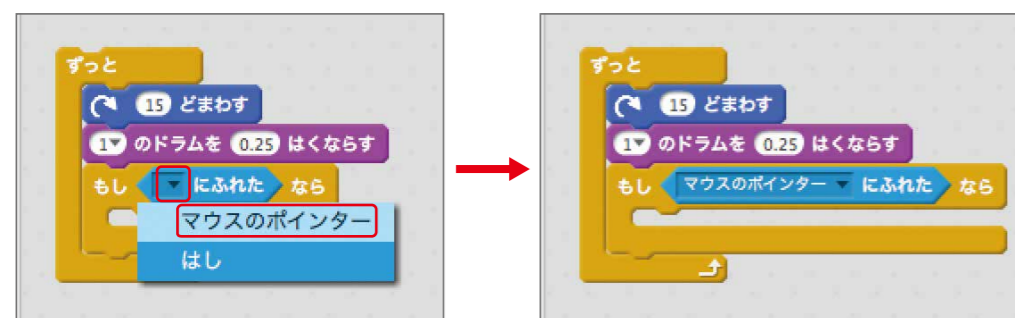 ずっと
15 どまわす
1 のドラムを 0.25 はくならす
もし にふれた なら
マウスのポインター
はし
ずっと
15 どまわす
1 のドラムを 0.25 はくならす
もし マウスのポインター にふれた なら